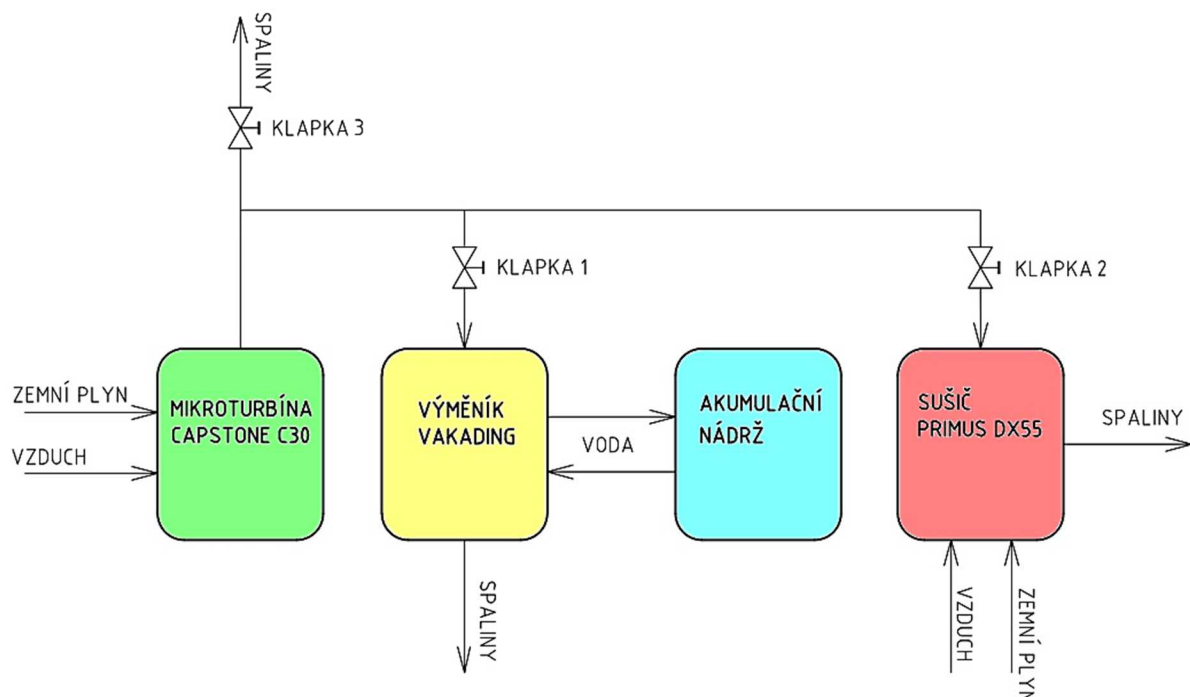 SPALINY
KLAPKA 3
KLAPKA 1
KLAPKA 2
ZEMNÍ PLYN
VZDUCH
MIKROTURBÍNA
CAPSTONE C30
VÝMĚNÍK
VAKADING
VODA
AKUMULAČNÍ
NÁDRŽ
SUŠIČ
PRIMUS DX55
SPALINY
SPALINY
VZDUCH
ZEMNÍ PLYN